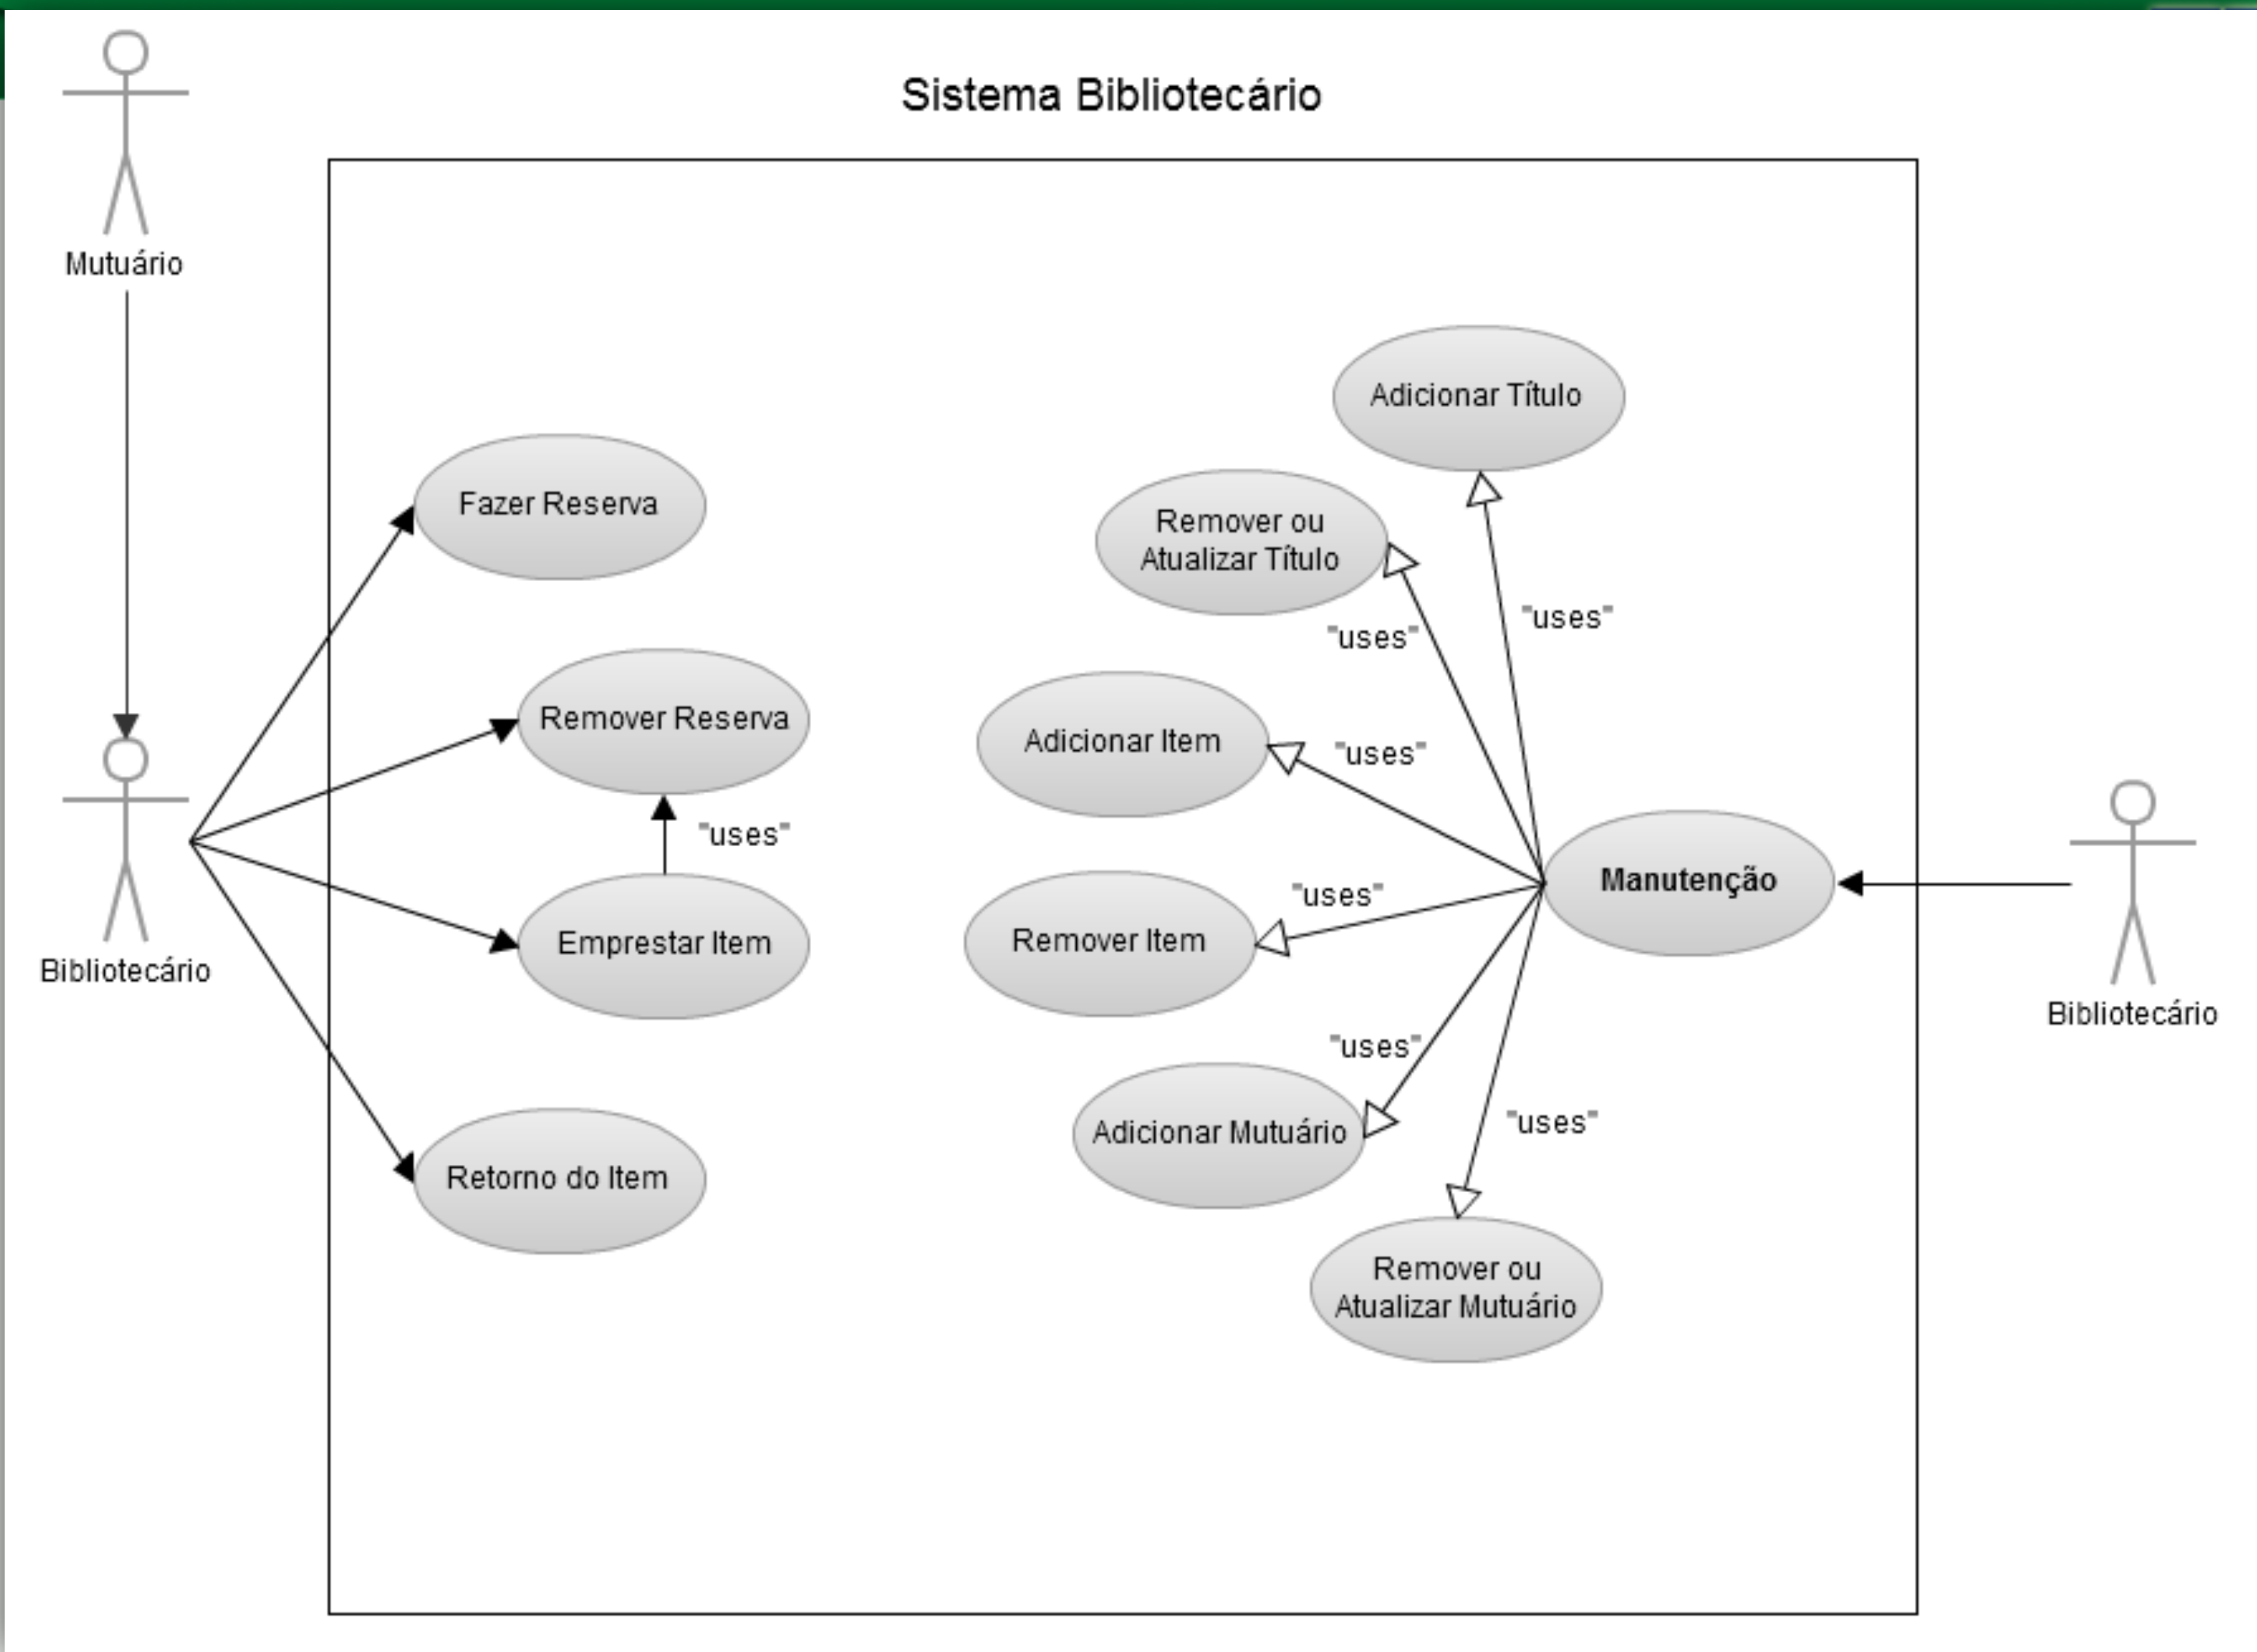 Sistema Bibliotecário
Mutuário
Adicionar Título
Fazer Reserva
Remover ou
Atualizar Título
"uses"
"uses"
Remover Reserva
Adicionar Item
"uses"
"uses"
Manutenção
"uses"
Emprestar Item
Remover Item
Bibliotecário
Bibliotecário
"uses"
Adicionar Mutuário
"uses"
Retorno do Item
Remover ou
Atualizar Mutuário